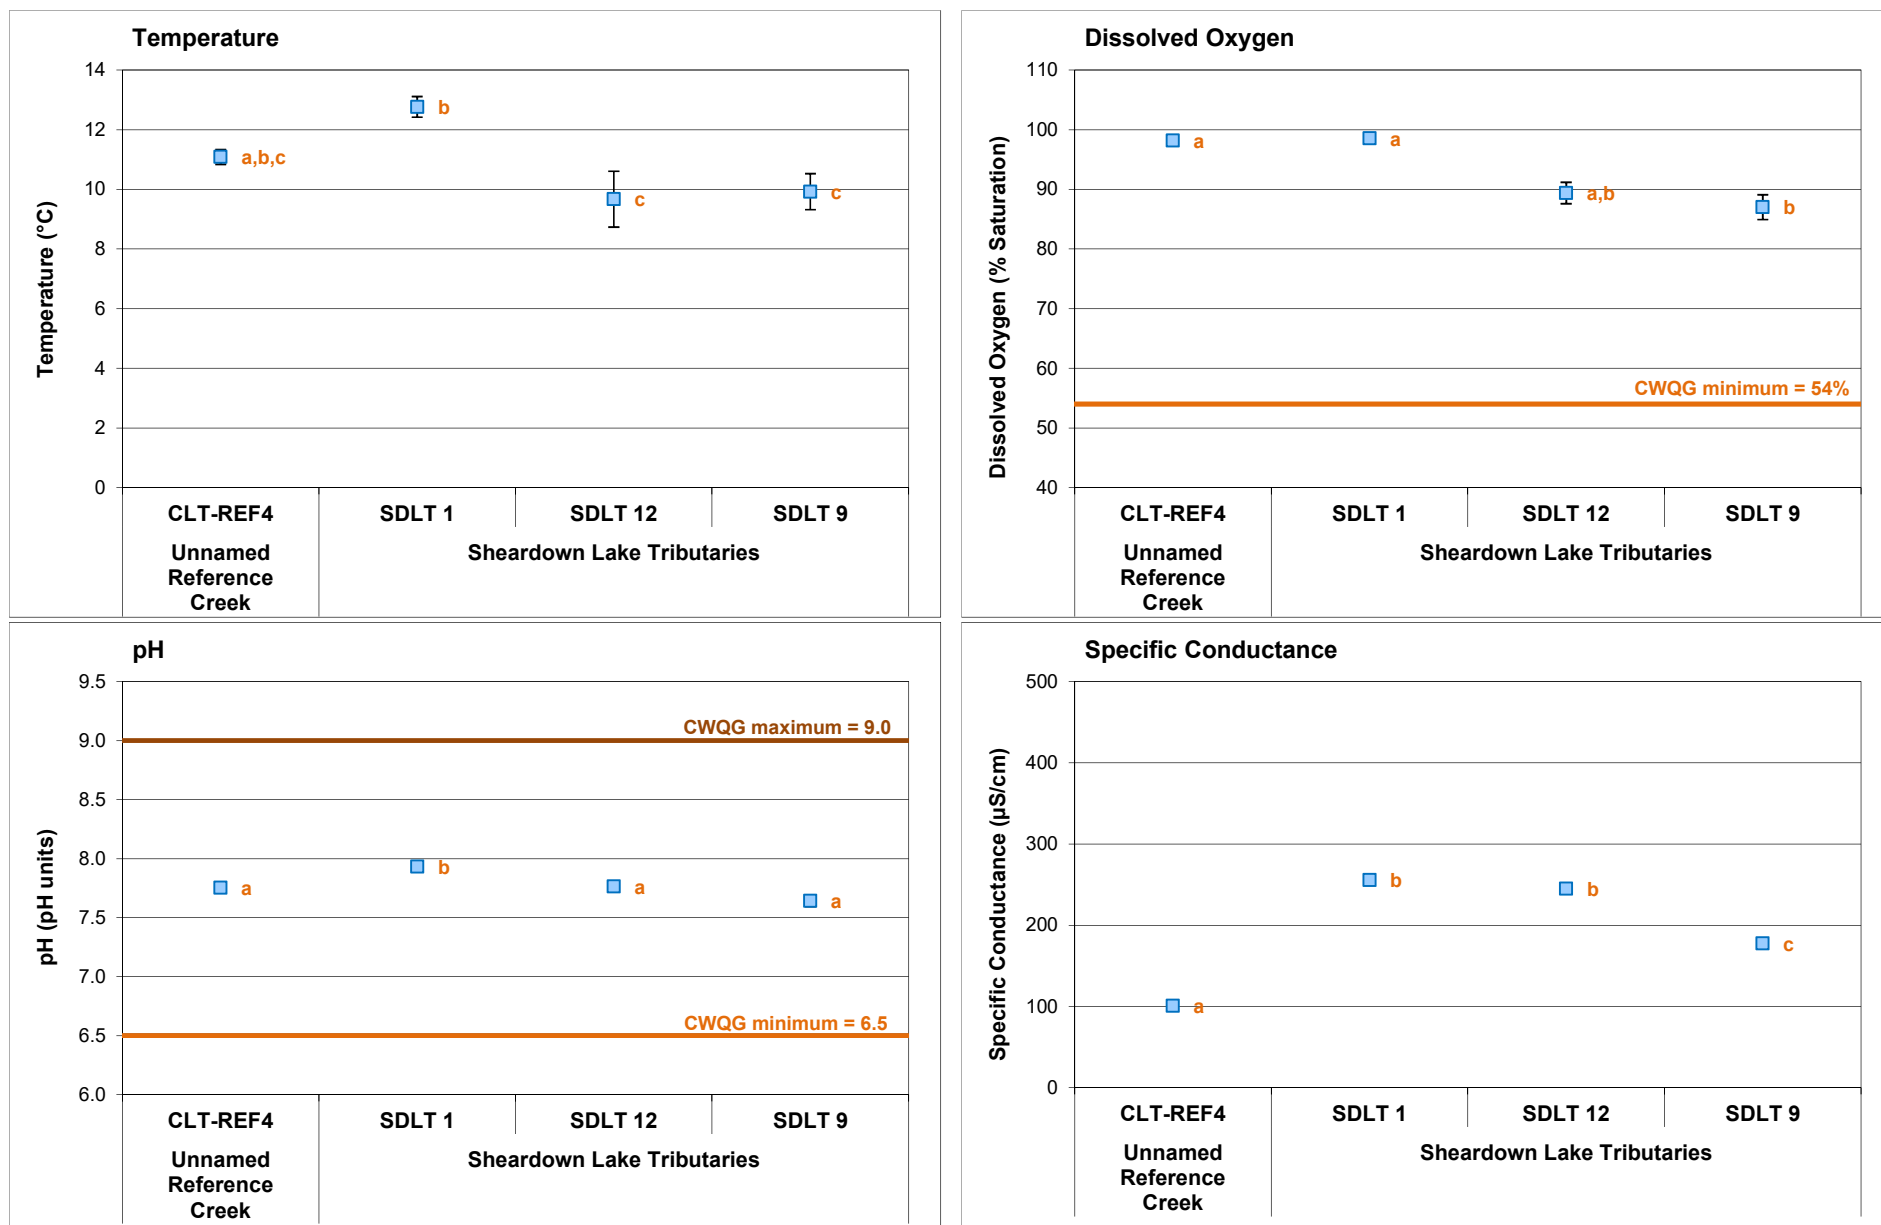 Temperature
Temperature (°C)
14
12
10
8
6
4
2
0
a,b,c
b
c
c
CLT-REF4
SDLT 1
SDLT 12
SDLT 9
Unnamed
Reference
Creek
Sheardown Lake Tributaries
Dissolved Oxygen
Dissolved Oxygen (% Saturation)
110
100
90
80
70
60
50
40
a
a
a,b
b
CWQG minimum = 54%
CLT-REF4
SDLT 1
SDLT 12
SDLT 9
Unnamed
Reference
Creek
Sheardown Lake Tributaries
pH
pH (pH units)
9.5
9.0
8.5
8.0
7.5
7.0
6.5
6.0
CWQG maximum = 9.0
a
b
a
a
CWQG minimum = 6.5
CLT-REF4
SDLT 1
SDLT 12
SDLT 9
Unnamed
Reference
Creek
Sheardown Lake Tributaries
Specific Conductance
Specific Conductance (µS/cm)
500
400
300
200
100
0
a
b
b
c
CLT-REF4
SDLT 1
SDLT 12
SDLT 9
Unnamed
Reference
Creek
Sheardown Lake Tributaries